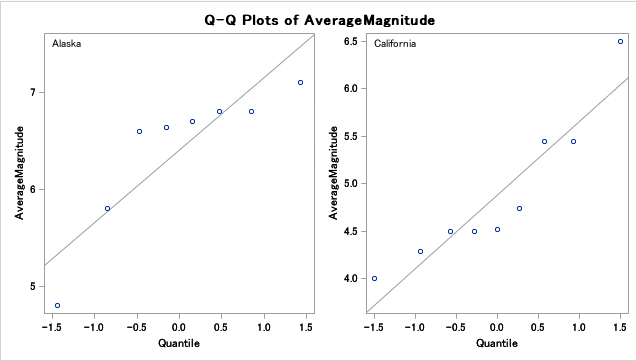 Q-Q Plots of AverageMagnitude
Alaska
AverageMagnitude
7
6
5
-1.5 -1.0 -0.5 0.0 0.5 1.0 1.5
Quantile
California
AverageMagnitude
6.5
6.0
5.5
5.0
4.5
4.0
-1.5 -1.0 -0.5 0.0 0.5 1.0 1.5
Quantile